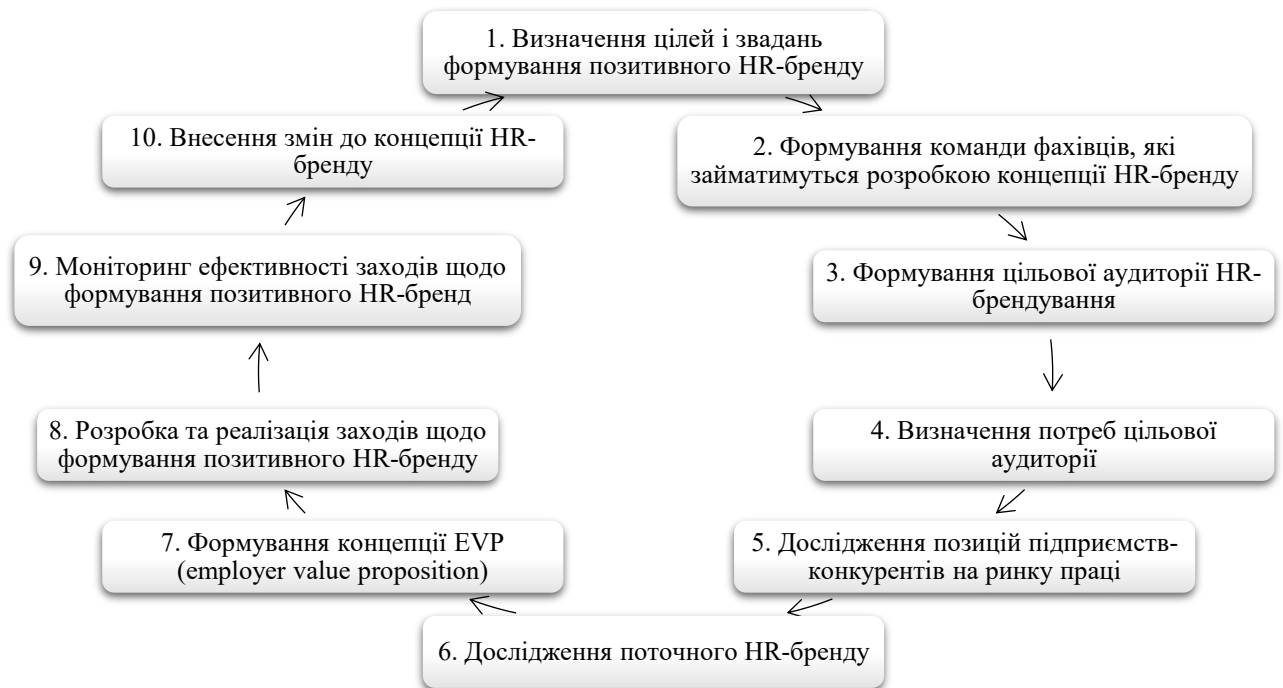 1. Визначення цілей і звадань
формування позитивного HR-бренду
2. Формування команди фахівців, які
займатимуться розробкою концепції HR-бренду
3. Формування цільової аудиторії HR-
брендування
4. Визначення потреб цільової
аудиторії
5. Дослідження позицій підприємств-
конкурентів на ринку праці
6. Дослідження поточного HR-бренду
7. Формування концепції EVP
(employer value proposition)
8. Розробка та реалізація заходів щодо
формування позитивного HR-бренду
9. Моніторинг ефективності заходів щодо
формування позитивного HR-бренд
10. Внесення змін до концепції HR-
бренду